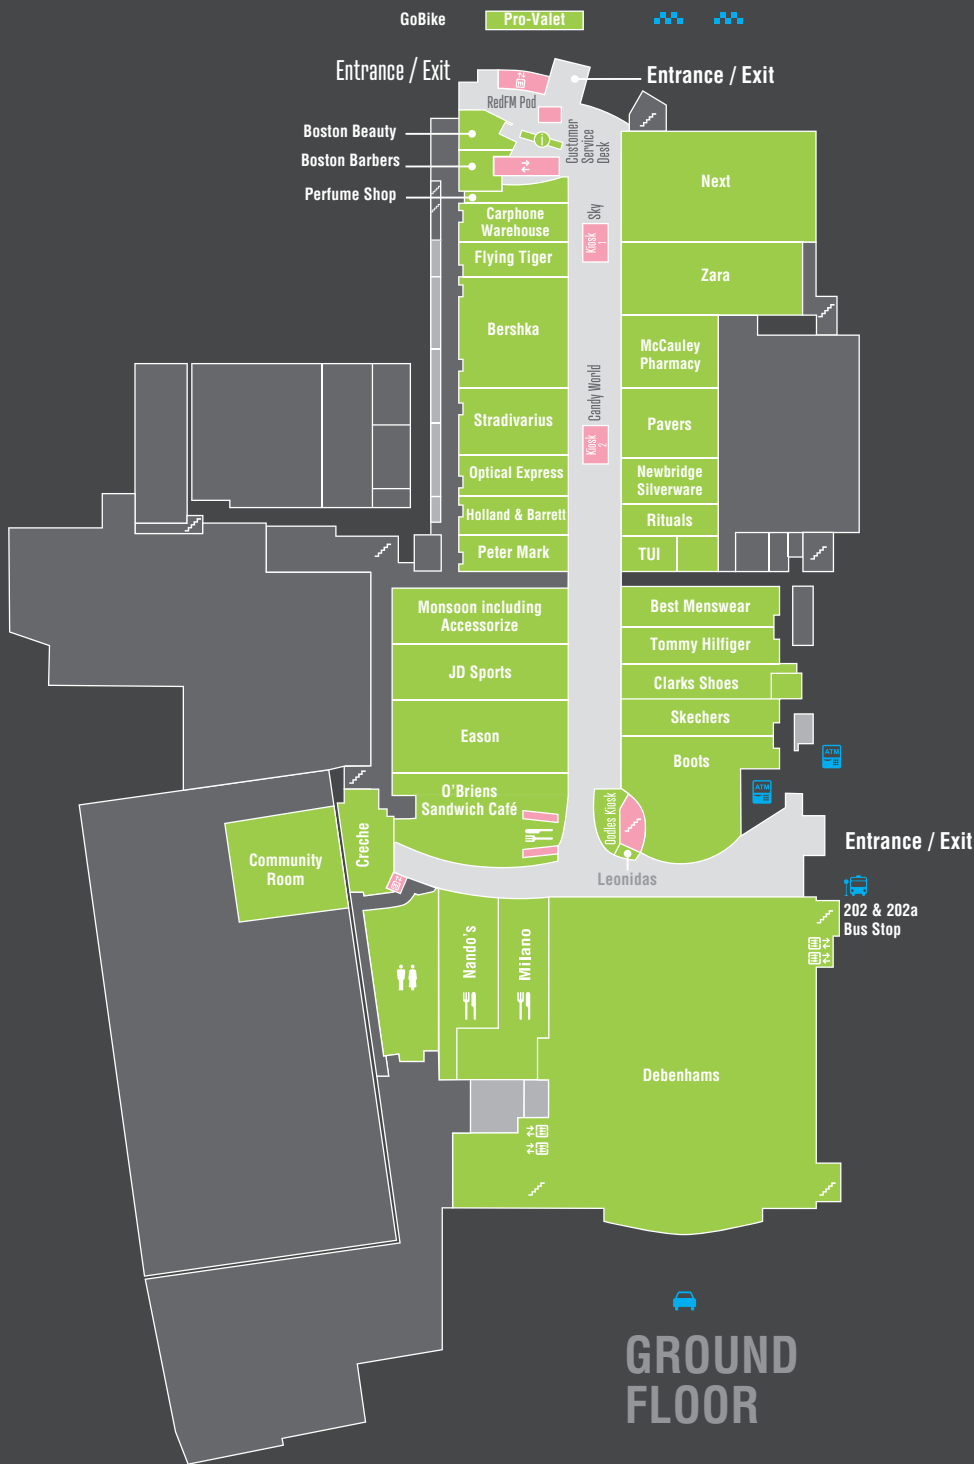 GoBike
Pro-Valet
Entrance / Exit
Entrance / Exit
RedFM Pod
Customer
Service
Desk
Boston Beauty
Boston Barbers
Perfume Shop
Next
Carphone
Warehouse
Sky
Kiosk
1
Flying Tiger
Zara
Bershka
McCauley
Pharmacy
Candy World
Kiosk
2
Stradivarius
Pavers
Optical Express
Newbridge
Silverware
Holland & Barrett
Rituals
Peter Mark
TUI
Monsoon including
Accessorize
Best Menswear
Tommy Hilfiger
JD Sports
Clarks Shoes
Skechers
Eason
Boots
ATM
ATM
O'Briens
Sandwich Café
Oodles Kiosk
Creche
Community
Room
Leonidas
Entrance / Exit
202 & 202a
Bus Stop
Nando's
Milano
Debenhams
GROUND
FLOOR